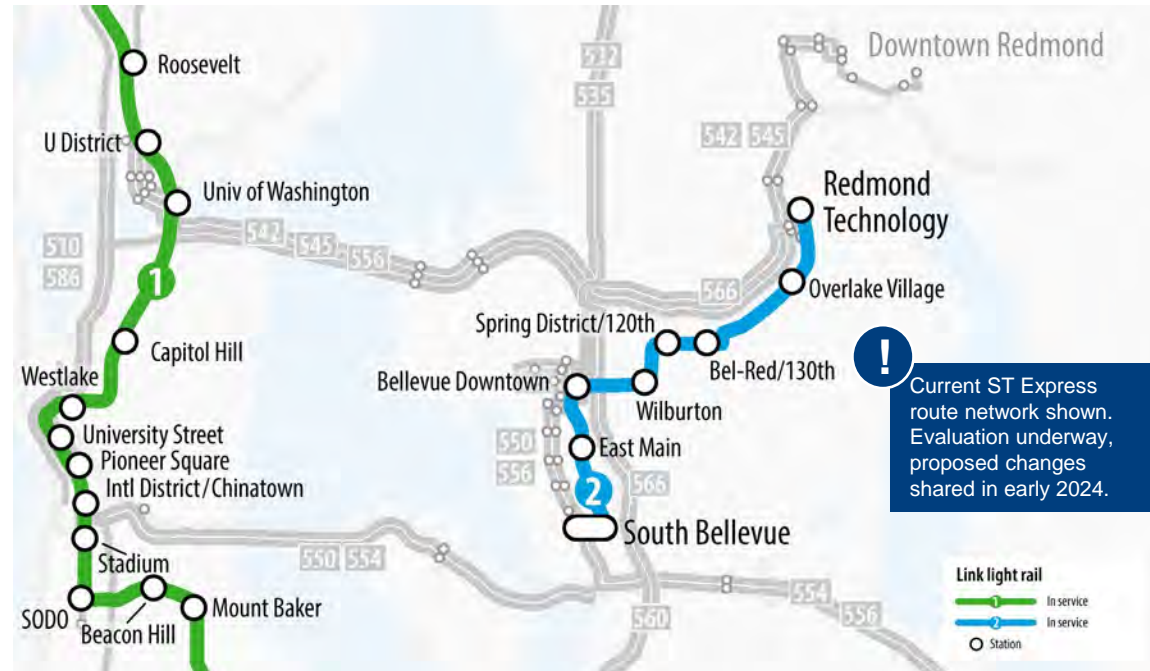 Roosevelt
U District
Univ of Washington
1
Capitol Hill
Westlake
University Street
Pioneer Square
Intl District/Chinatown
Stadium
SODO
Beacon Hill
Mount Baker
510
586
542
545
556
532
535
542 545
Downtown Redmond
Redmond
Technology
566
Overlake Village
Spring District/120th
Bel-Red/130th
Bellevue Downtown
Wilburton
550
556
East Main
566
2
South Bellevue
550 554
560
554
556
!
Current ST Express
route network shown.
Evaluation underway,
proposed changes
shared in early 2024.
Link light rail
1 In service
2 In service
Station